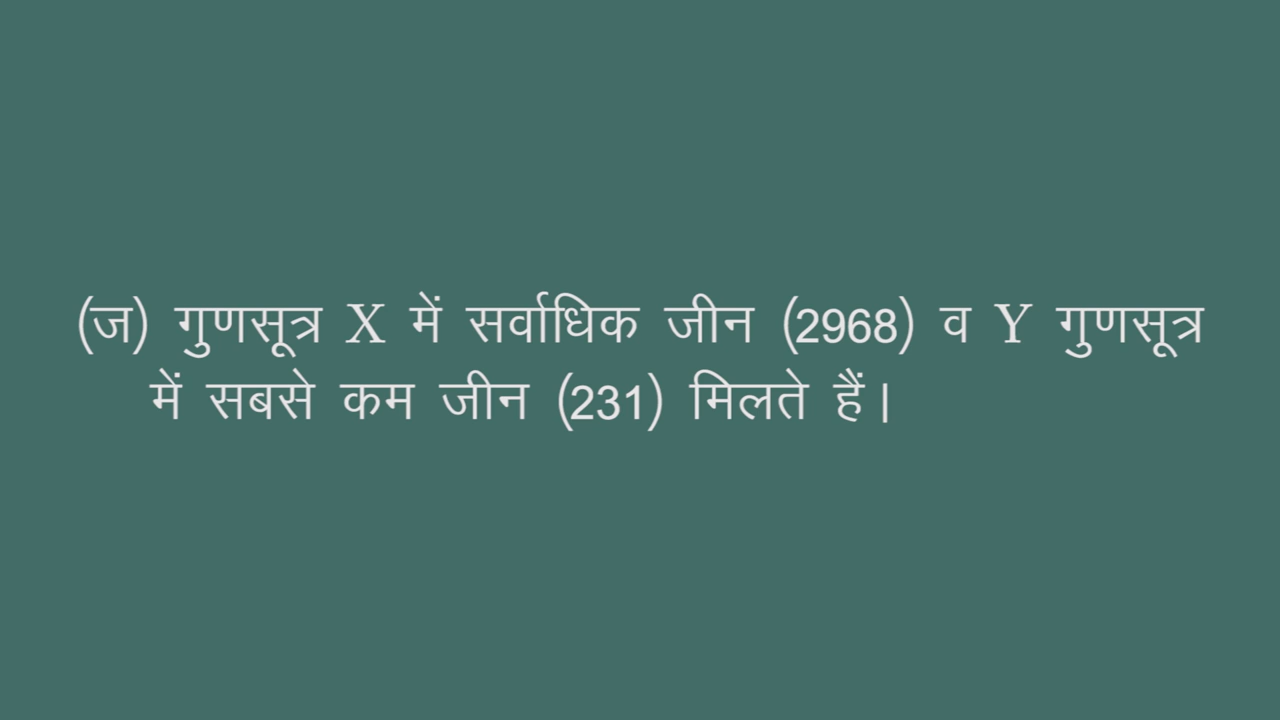 (ज) गुणसूत्र X में सर्वाधिक जीन (2968) व Y गुणसूत्र
में सबसे कम जीन (231) मिलते हैं।